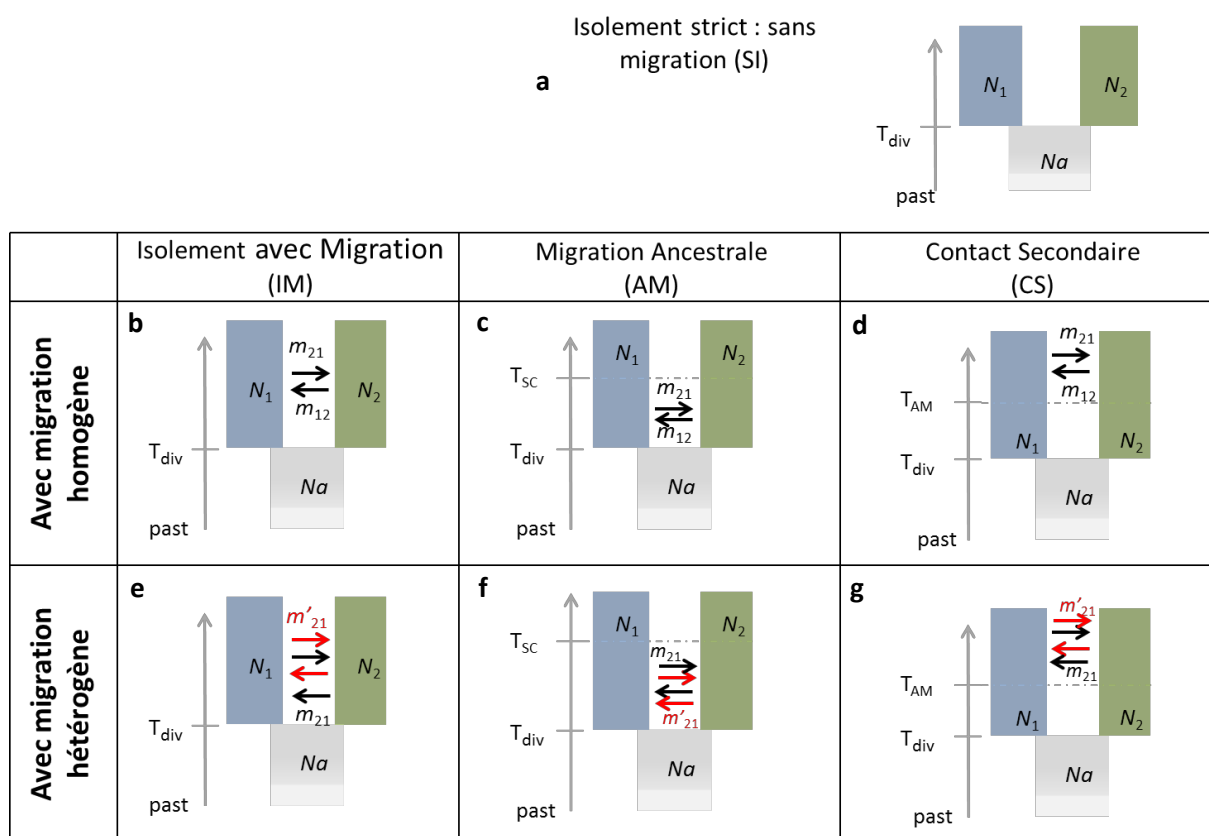 Isolement strict : sans
migration (SI)
a
N1
N2
Tdiv
Na
past
Isolement avec Migration
(IM)
Migration Ancestrale
(AM)
Contact Secondaire
(CS)
Avec migration
homogène
b
m21
N1
N2
m12
Tdiv
Na
past
c
N1
N2
TSC
m21
m12
Tdiv
Na
past
d
m21
m12
TAM
N1
N2
Tdiv
Na
past
Avec migration
hétérogène
e
m'21
N1
N2
m21
Tdiv
Na
past
f
N1
N2
TSC
m21
m'21
Tdiv
Na
past
g
m'21
m21
TAM
N1
N2
Tdiv
Na
past